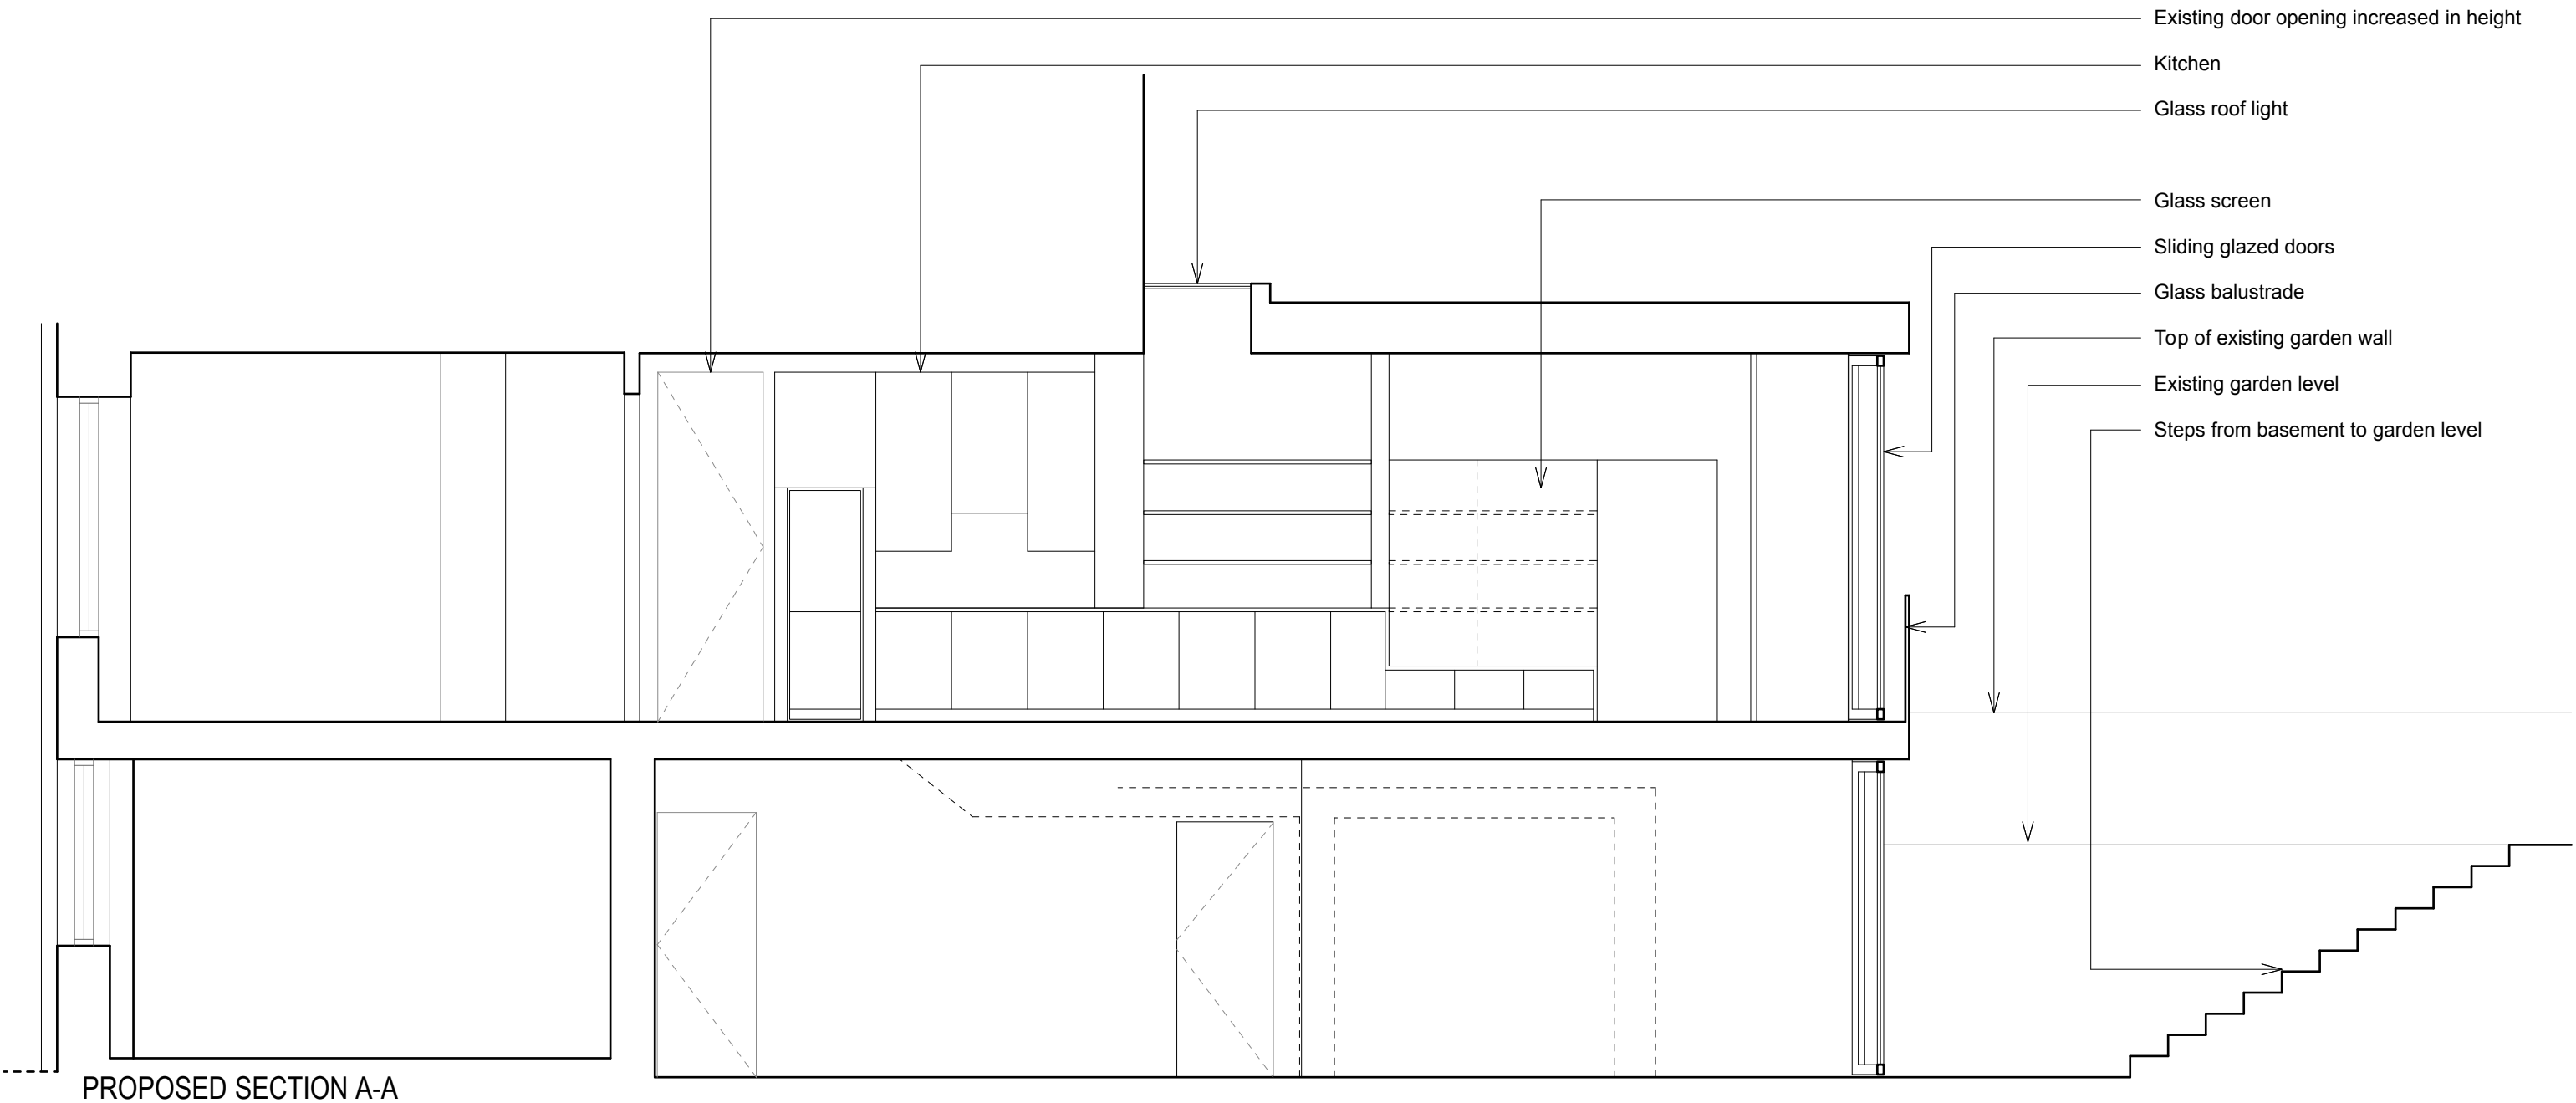 Existing door opening increased in height
Kitchen
Glass roof light
Glass screen
Sliding glazed doors
Glass balustrade
Top of existing garden wall
Existing garden level
Steps from basement to garden level
PROPOSED SECTION A-A